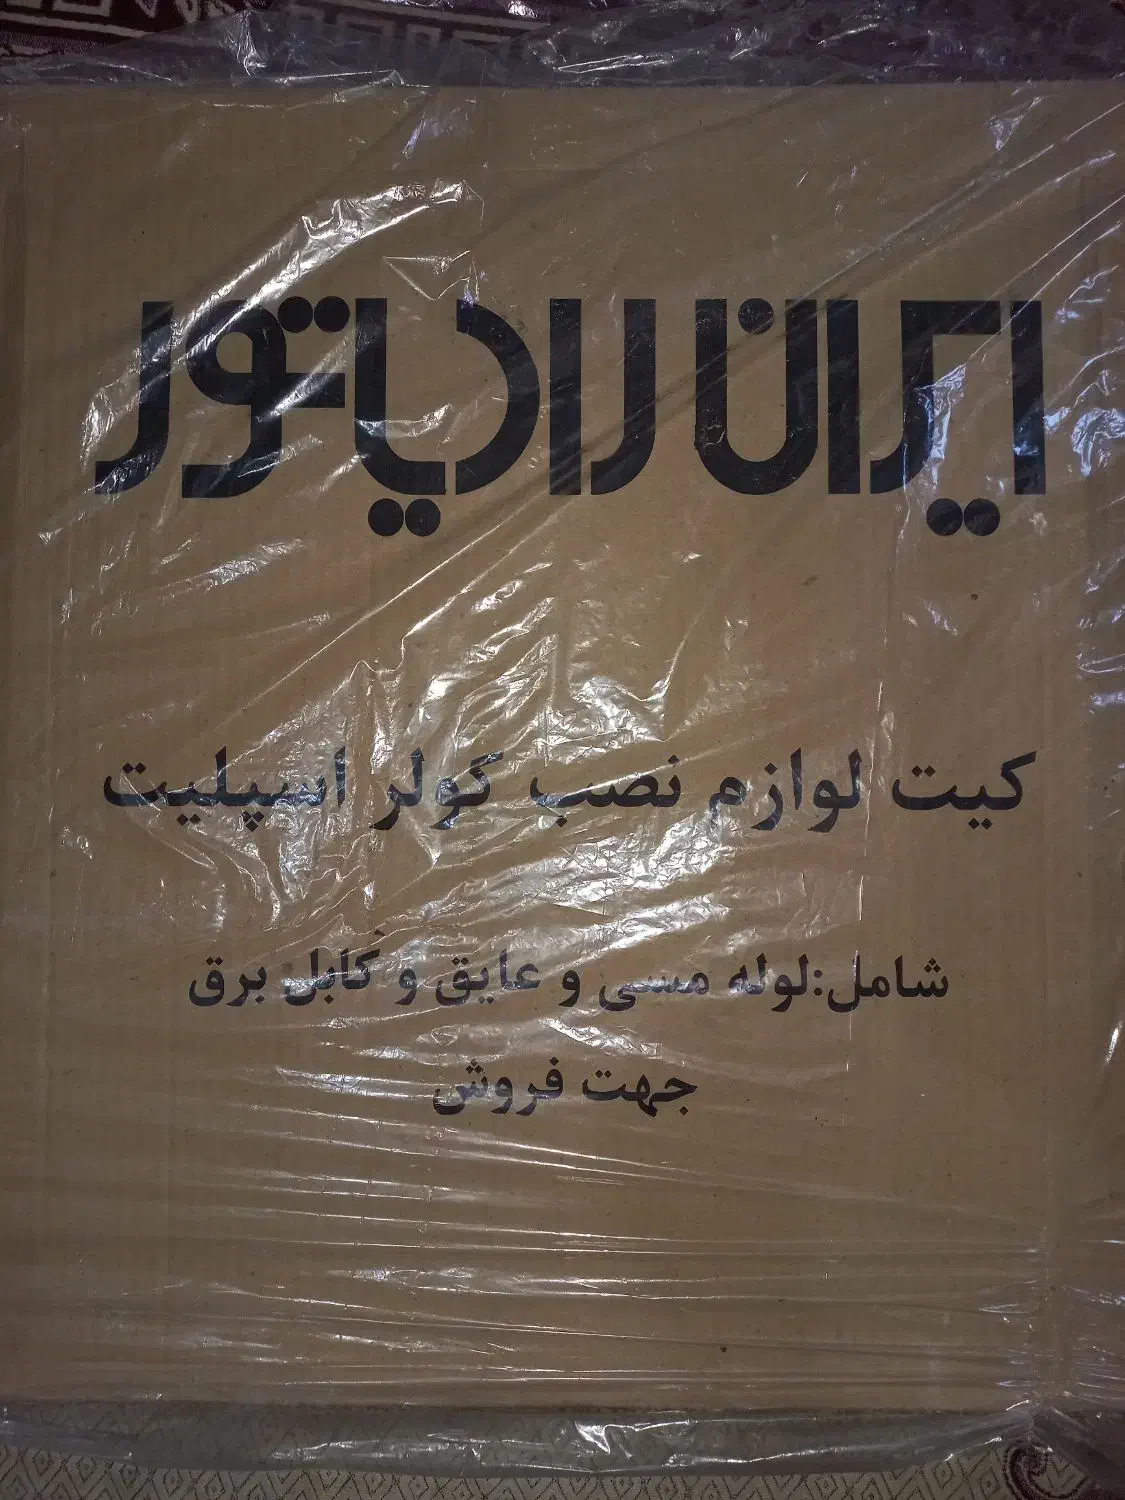 ایران رادیاتور
کیت لوازم نصب کولر اسپلیت
شامل:لوله مسی و عایق و کابل برق
جهت فروش